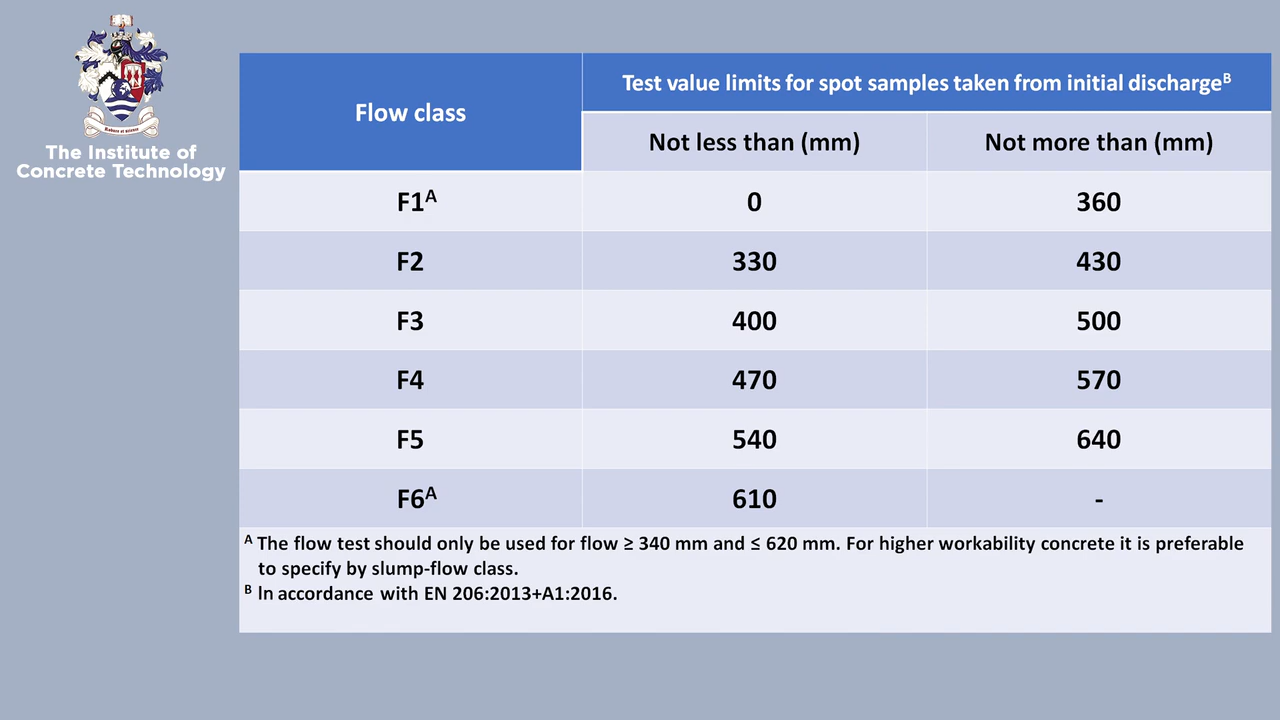 The Institute of
Concrete Technology
Flow class
Test value limits for spot samples taken from initial dischargeᴮ
Not less than (mm) Not more than (mm)
F1ᴬ 0 360
F2 330 430
F3 400 500
F4 470 570
F5 540 640
F6ᴬ 610 -
ᴬ The flow test should only be used for flow ≥ 340 mm and ≤ 620 mm. For higher workability concrete it is preferable
to specify by slump-flow class.
ᴮ In accordance with EN 206:2013+A1:2016.